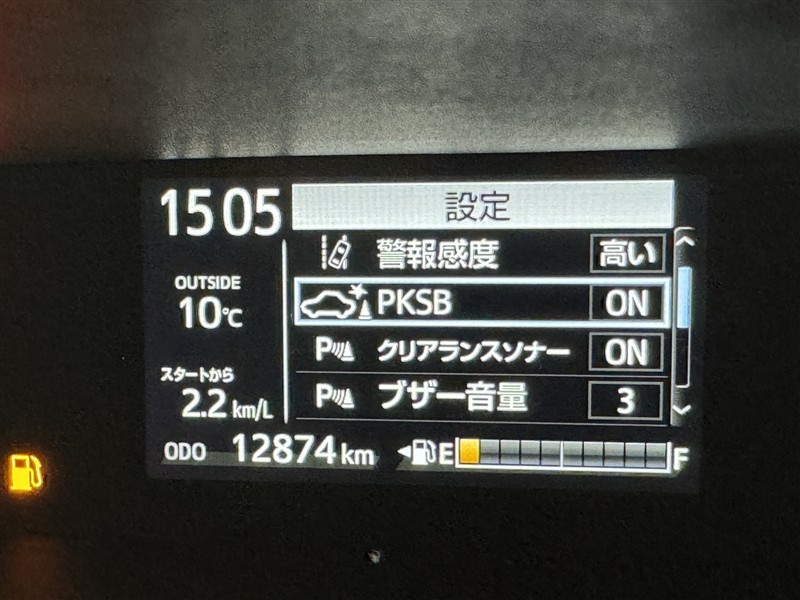 15 05
設定
警報感度 高い
OUTSIDE
10℃
PKSB ON
P クリアランスソナー ON
スタートから
2.2 km/L
P ブザー音量 3
ODO 12874 km
E F